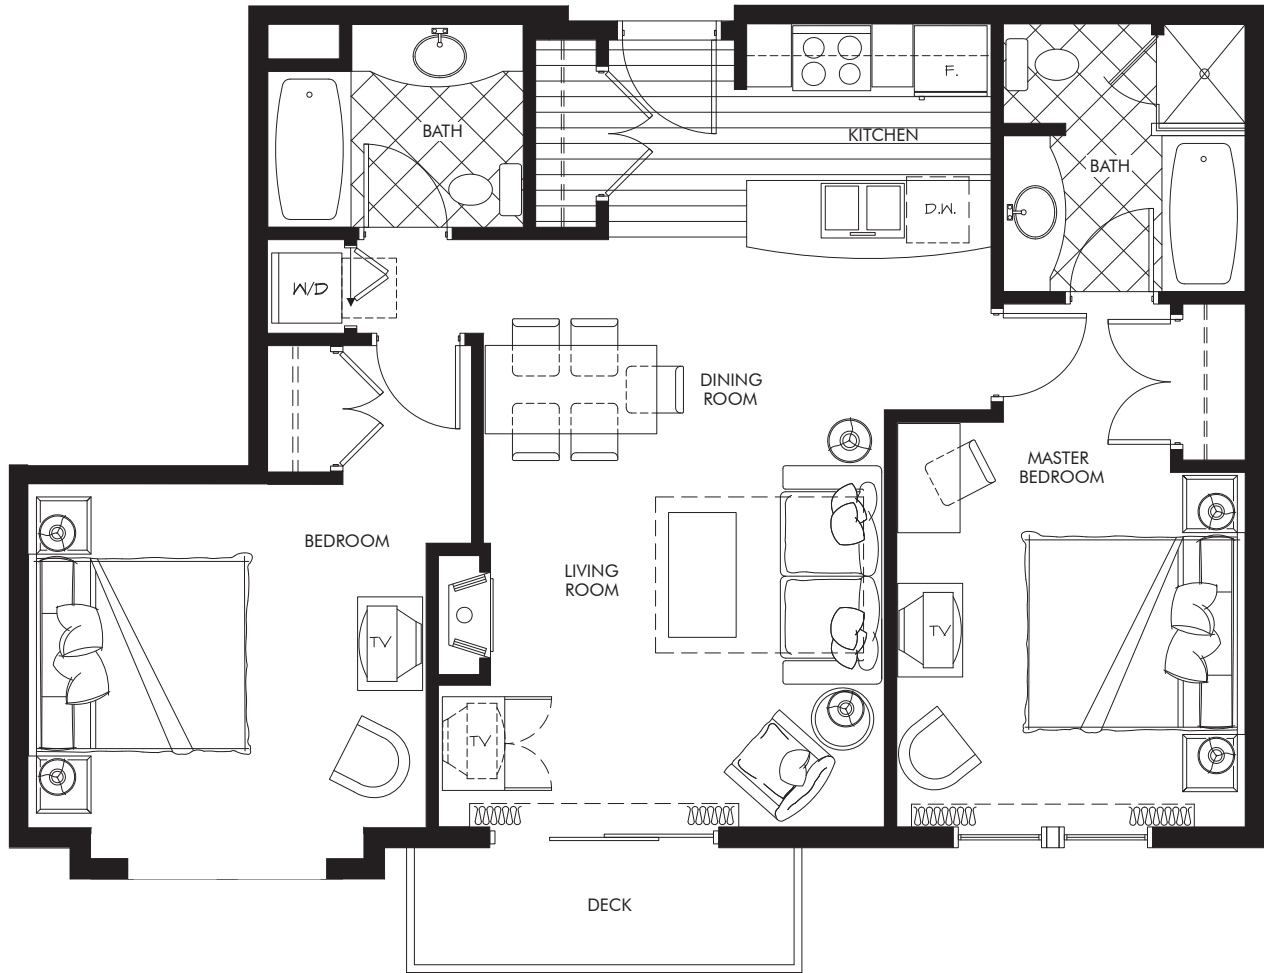 F.
BATH
KITCHEN
BATH
D.W.
W/D
DINING
ROOM
MASTER
BEDROOM
BEDROOM
LIVING
ROOM
TV
TV
TV
DECK